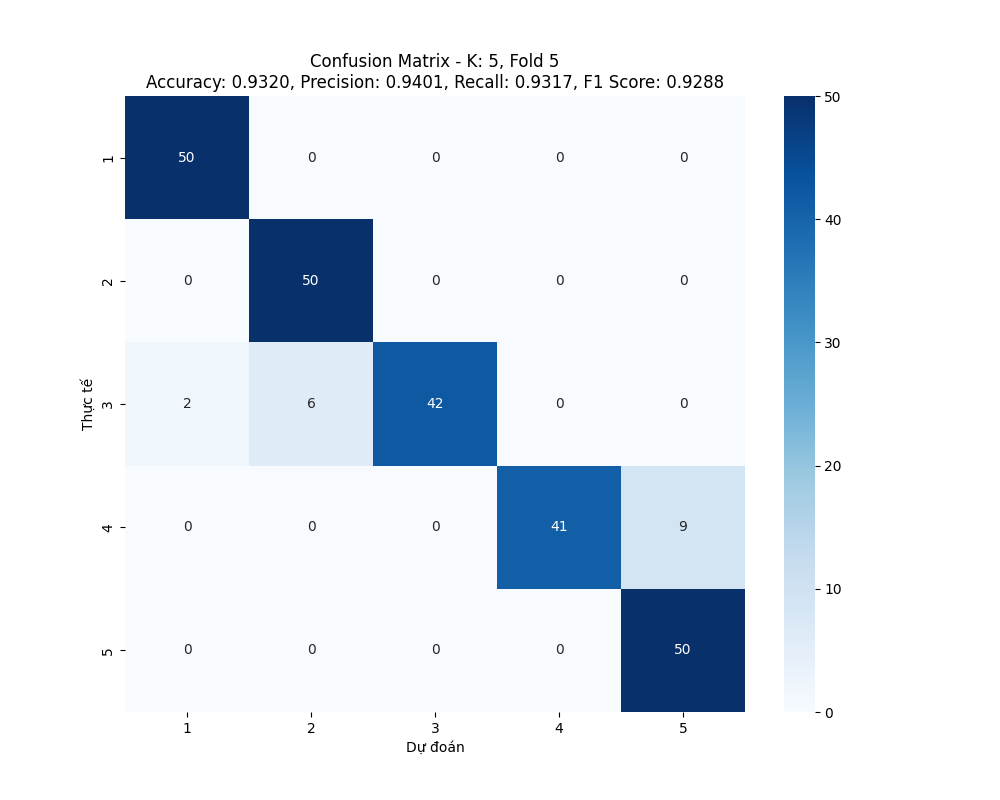 Confusion Matrix - K: 5, Fold 5
Accuracy: 0.9320, Precision: 0.9401, Recall: 0.9317, F1 Score: 0.9288
1 50 0 0 0 0
2 0 50 0 0 0
3 2 6 42 0 0
4 0 0 0 41 9
5 0 0 0 0 50
Thực tế
1 2 3 4 5
Dự đoán
50
40
30
20
10
0